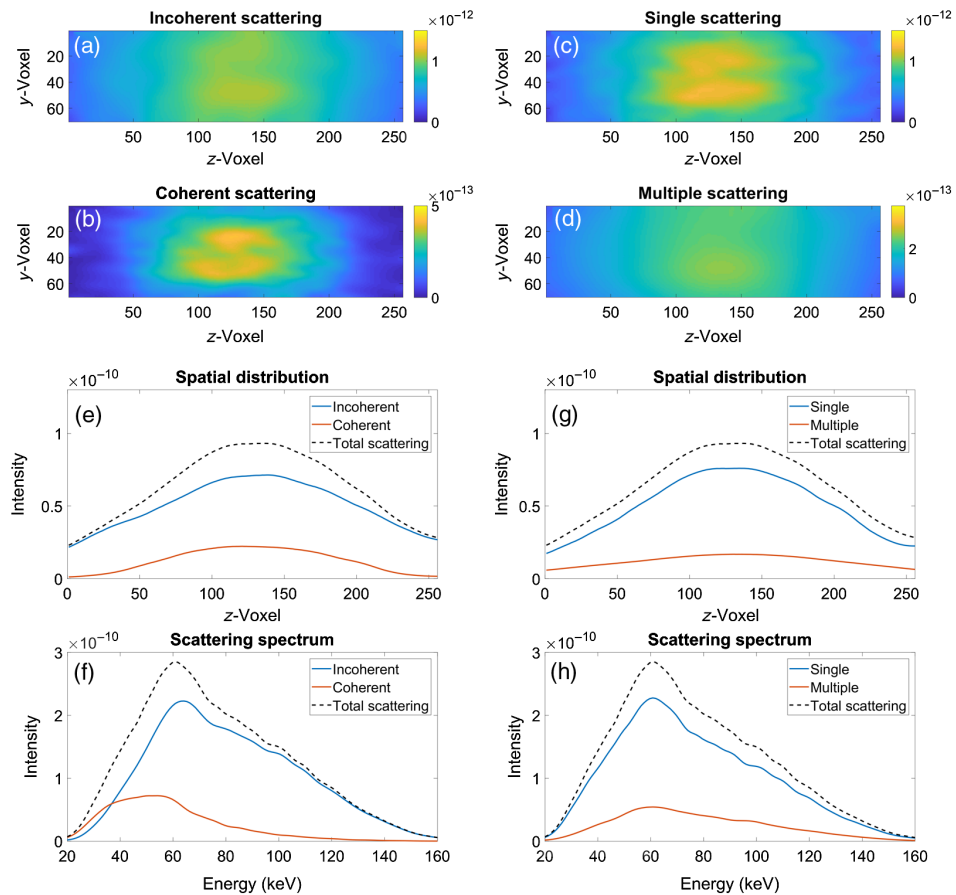 Incoherent scattering
×10⁻¹²
(a)
y-Voxel
20
40
60
50 100 150 200 250
z-Voxel
1
0
Single scattering
×10⁻¹²
(c)
y-Voxel
20
40
60
50 100 150 200 250
z-Voxel
1
0
Coherent scattering
×10⁻¹³
(b)
y-Voxel
20
40
60
50 100 150 200 250
z-Voxel
5
0
Multiple scattering
×10⁻¹³
(d)
y-Voxel
20
40
60
50 100 150 200 250
z-Voxel
2
0
×10⁻¹⁰
Spatial distribution
(e)
Incoherent
Coherent
Total scattering
Intensity
1
0.5
0
0 50 100 150 200 250
z-Voxel
×10⁻¹⁰
Spatial distribution
(g)
Single
Multiple
Total scattering
Intensity
1
0.5
0
0 50 100 150 200 250
z-Voxel
×10⁻¹⁰
Scattering spectrum
(f)
Incoherent
Coherent
Total scattering
Intensity
3
2
1
0
20 40 60 80 100 120 140 160
Energy (keV)
×10⁻¹⁰
Scattering spectrum
(h)
Single
Multiple
Total scattering
Intensity
3
2
1
0
20 40 60 80 100 120 140 160
Energy (keV)